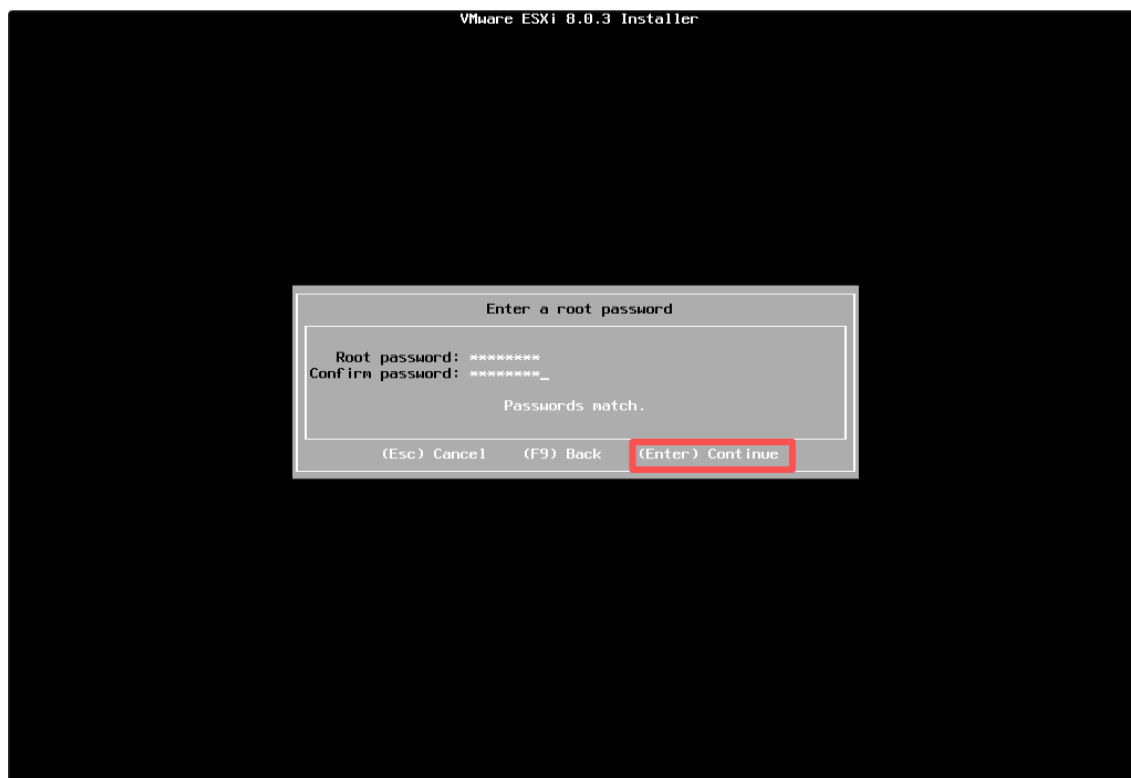 VMware ESXi 8.0.3 Installer
Enter a root password
Root password: ********
Confirm password: ********_
Passwords match.
(Esc) Cancel (F9) Back (Enter) Continue